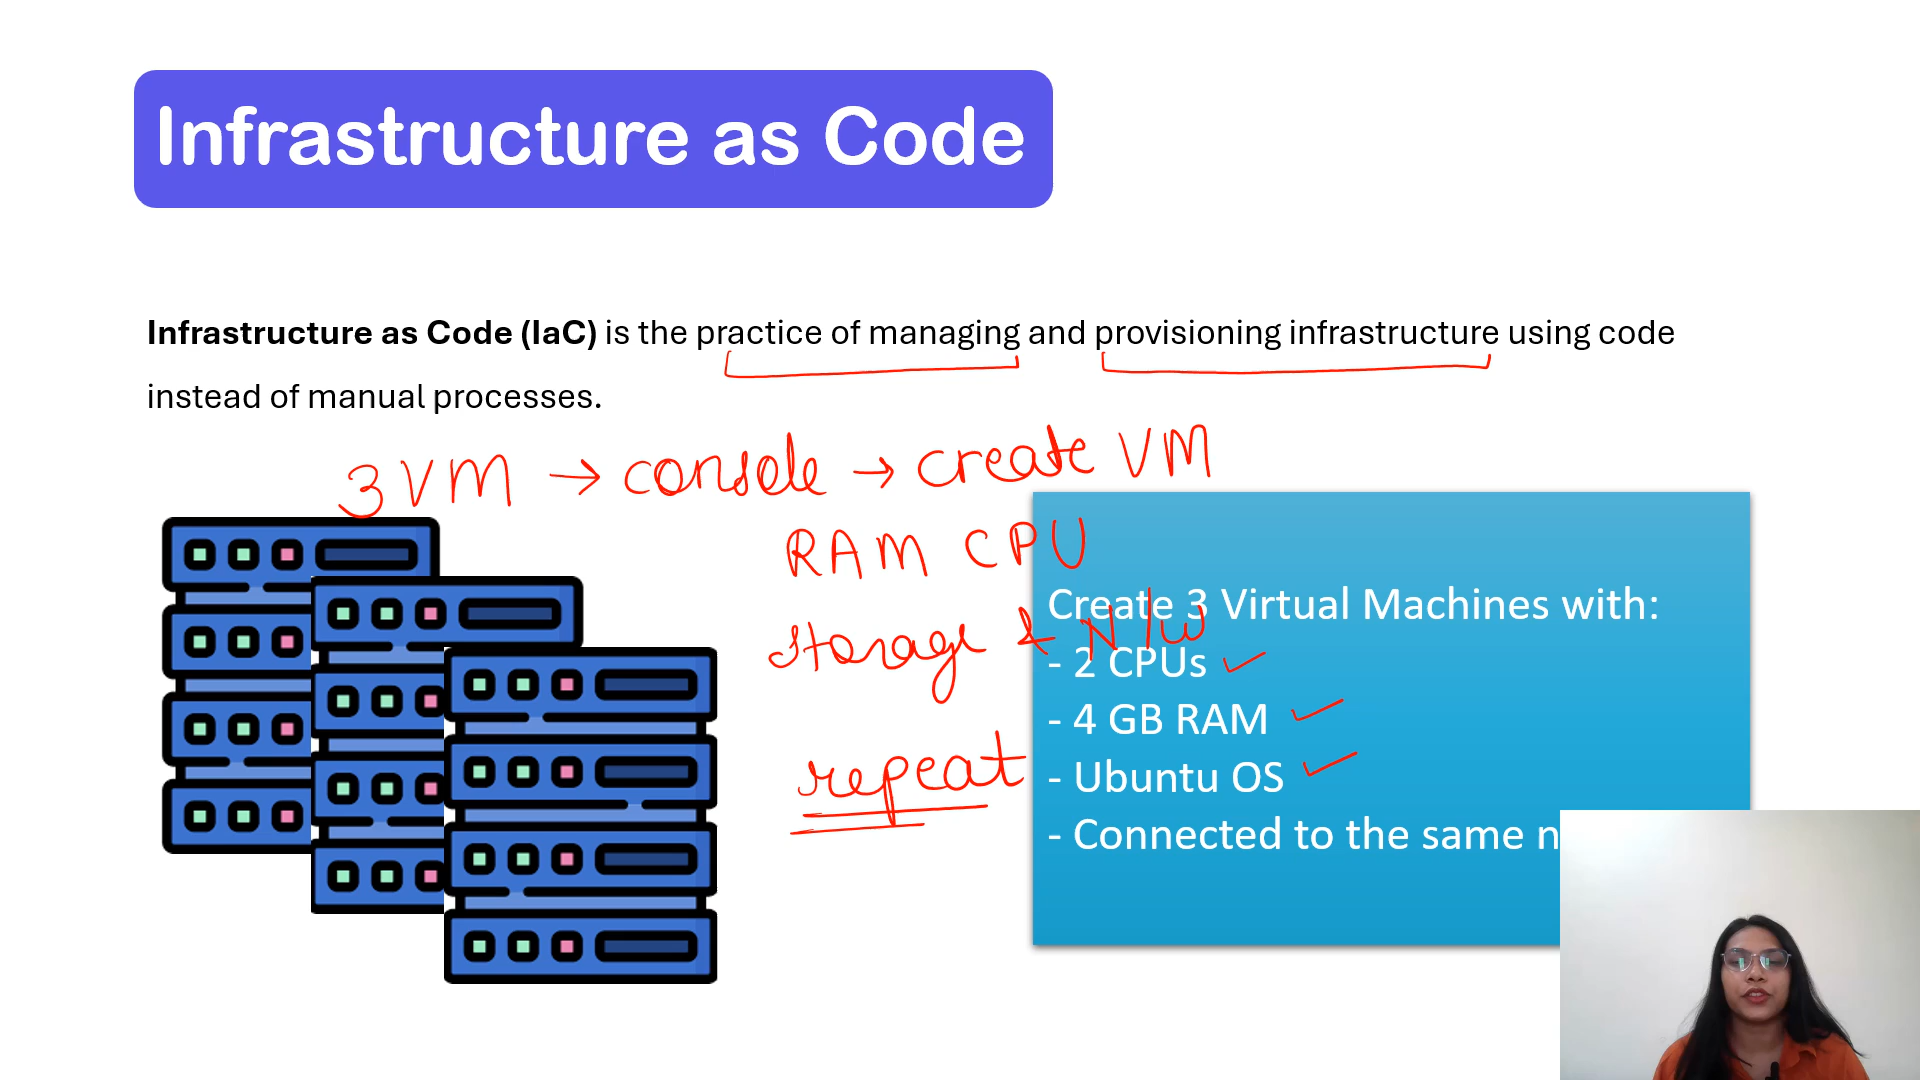 Infrastructure as Code
Infrastructure as Code (IaC) is the practice of managing and provisioning infrastructure using code
instead of manual processes.
3 VM → console → create VM
RAM CPU
storage & N/W
repeat
Create 3 Virtual Machines with:
- 2 CPUs ✓
- 4 GB RAM ✓
- Ubuntu OS ✓
- Connected to the same n